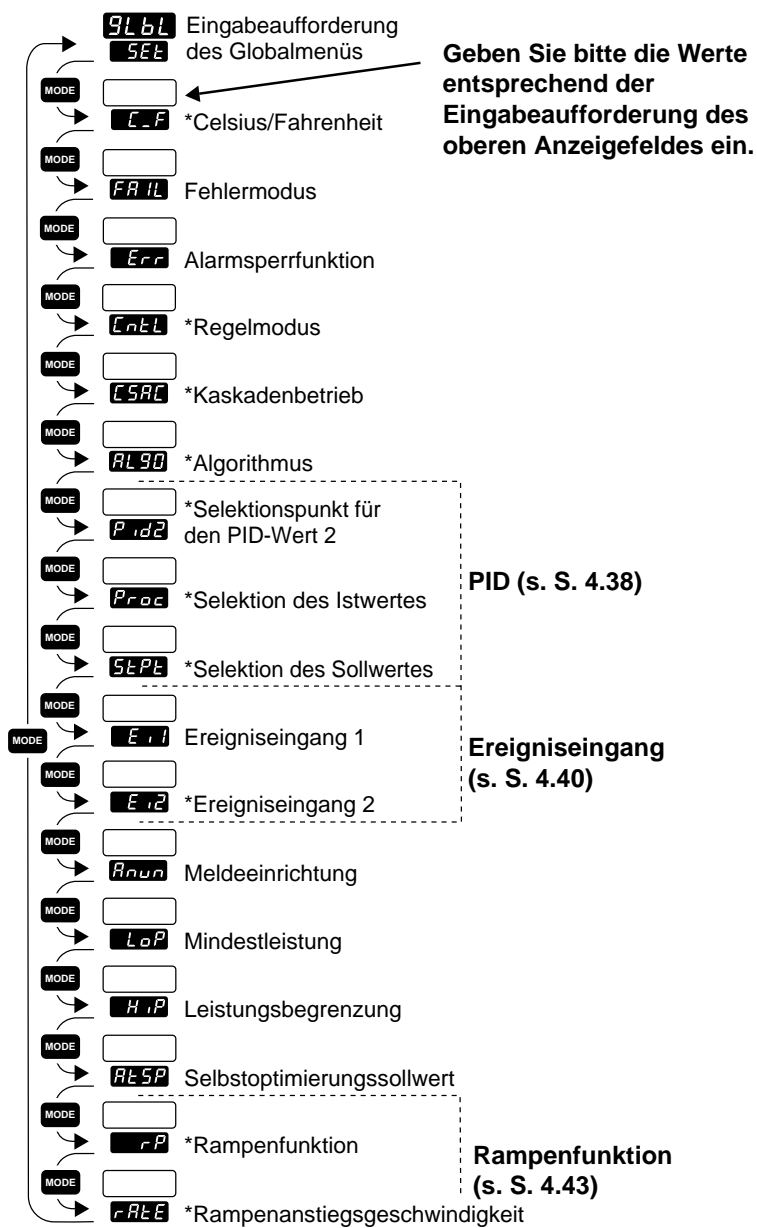 gLbL Eingabeaufforderung
SEt des Globalmenüs
Geben Sie bitte die Werte
entsprechend der
Eingabeaufforderung des
oberen Anzeigefeldes ein.
MODE
C_F *Celsius/Fahrenheit
MODE
FAIL Fehlermodus
MODE
Err Alarmsperrfunktion
MODE
CntL *Regelmodus
MODE
CSAC *Kaskadenbetrieb
MODE
ALgO *Algorithmus
MODE
*Selektionspunkt für
Pid2 den PID-Wert 2
MODE
Proc *Selektion des Istwertes
PID (s. S. 4.38)
MODE
StPt *Selektion des Sollwertes
MODE
Ei1 Ereigniseingang 1
MODE
Ereigniseingang
(s. S. 4.40)
MODE
Ei2 *Ereigniseingang 2
MODE
Anun Meldeeinrichtung
MODE
LoP Mindestleistung
MODE
HiP Leistungsbegrenzung
MODE
AtSP Selbstoptimierungssollwert
MODE
rP *Rampenfunktion
Rampenfunktion
(s. S. 4.43)
MODE
rAtE *Rampenanstiegsgeschwindigkeit